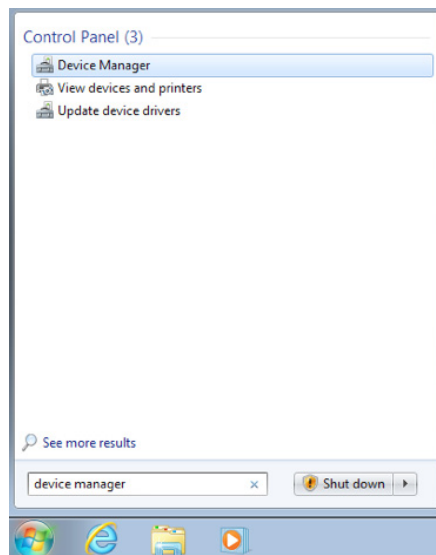 Control Panel (3)
Device Manager
View devices and printers
Update device drivers
See more results
device manager
Shut down